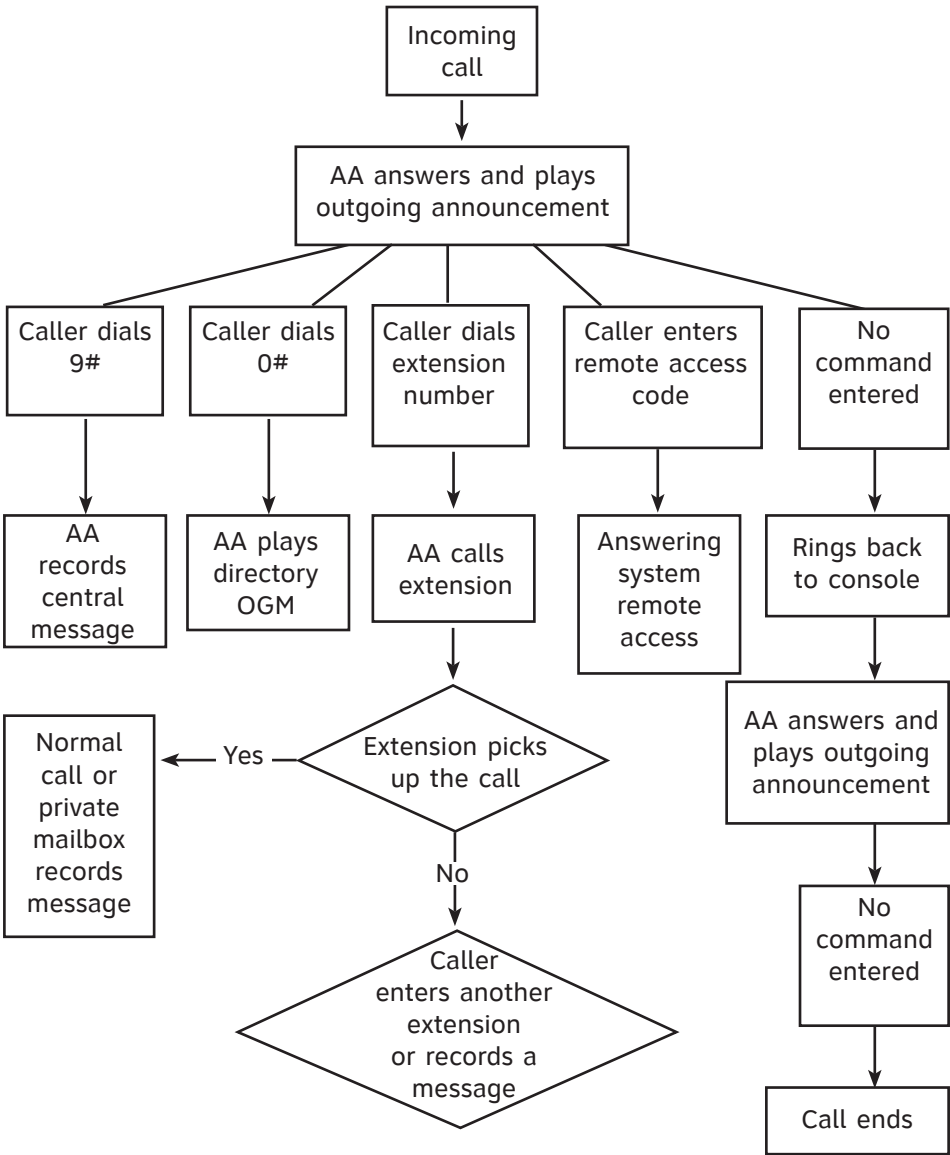 Incoming
call
AA answers and plays
outgoing announcement
Caller dials
9#
Caller dials
0#
Caller dials
extension
number
Caller enters
remote access
code
No
command
entered
AA
records
central
message
AA plays
directory
OGM
AA calls
extension
Answering
system
remote
access
Rings back
to console
Normal
call or
private
mailbox
records
message
Yes
Extension picks
up the call
AA answers and
plays outgoing
announcement
No
Caller
enters another
extension
or records a
message
No
command
entered
Call ends